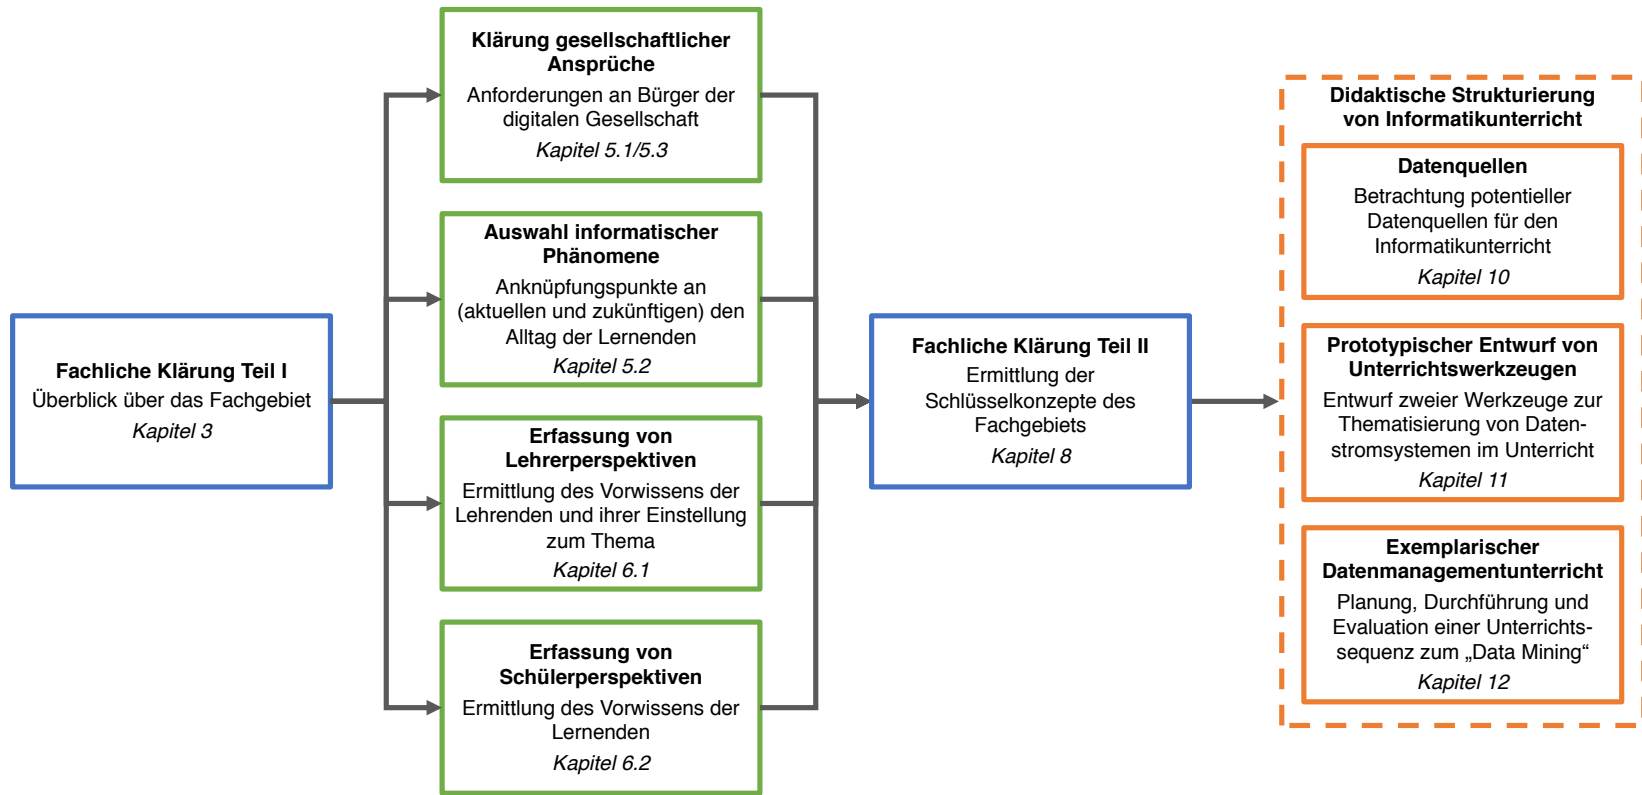 Fachliche Klärung Teil I
Überblick über das Fachgebiet
Kapitel 3
Klärung gesellschaftlicher
Ansprüche
Anforderungen an Bürger der
digitalen Gesellschaft
Kapitel 5.1/5.3
Auswahl informatischer
Phänomene
Anknüpfungspunkte an
(aktuellen und zukünftigen) den
Alltag der Lernenden
Kapitel 5.2
Erfassung von
Lehrerperspektiven
Ermittlung des Vorwissens der
Lehrenden und ihrer Einstellung
zum Thema
Kapitel 6.1
Erfassung von
Schülerperspektiven
Ermittlung des Vorwissens der
Lernenden
Kapitel 6.2
Fachliche Klärung Teil II
Ermittlung der
Schlüsselkonzepte des
Fachgebiets
Kapitel 8
Didaktische Strukturierung
von Informatikunterricht
Datenquellen
Betrachtung potentieller
Datenquellen für den
Informatikunterricht
Kapitel 10
Prototypischer Entwurf von
Unterrichtswerkzeugen
Entwurf zweier Werkzeuge zur
Thematisierung von Daten-
stromsystemen im Unterricht
Kapitel 11
Exemplarischer
Datenmanagementunterricht
Planung, Durchführung und
Evaluation einer Unterrichts-
sequenz zum „Data Mining“
Kapitel 12